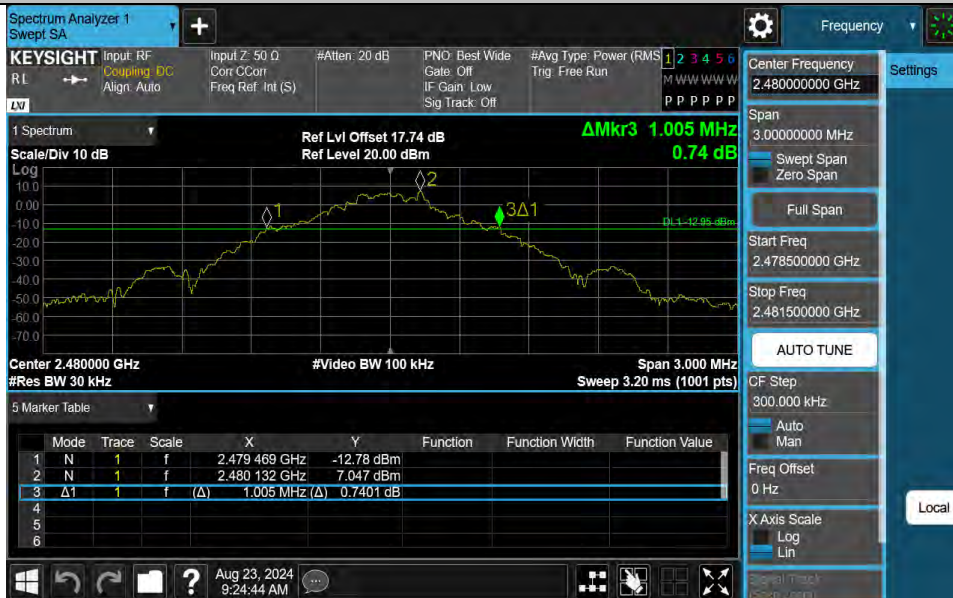 Spectrum Analyzer 1
Swept SA
+
Frequency
KEYSIGHT
RL
LXI
Input: RF
Coupling: DC
Align: Auto
Input Z: 50 Ω
Corr CCorr
Freq Ref: Int (S)
#Atten: 20 dB
PNO: Best Wide
Gate: Off
IF Gain: Low
Sig Track: Off
#Avg Type: Power (RMS
Trig: Free Run
1 2 3 4 5 6
M W W W W W
P P P P P P
1 Spectrum
Scale/Div 10 dB
Ref Lvl Offset 17.74 dB
Ref Level 20.00 dBm
ΔMkr3 1.005 MHz
0.74 dB
Log
10.0
0.00
-10.0
-20.0
-30.0
-40.0
-50.0
-60.0
-70.0
1
2
3Δ1
DL1 -12.95 dBm
Center 2.480000 GHz
#Video BW 100 kHz
Span 3.000 MHz
#Res BW 30 kHz
Sweep 3.20 ms (1001 pts)
5 Marker Table
Mode Trace Scale X Y Function Function Width Function Value
1 N 1 f 2.479 469 GHz -12.78 dBm
2 N 1 f 2.480 132 GHz 7.047 dBm
3 Δ1 1 f (Δ) 1.005 MHz (Δ) 0.7401 dB
4
5
6
Aug 23, 2024
9:24:44 AM
?
Center Frequency
2.480000000 GHz
Settings
Span
3.00000000 MHz
Swept Span
Zero Span
Full Span
Start Freq
2.478500000 GHz
Stop Freq
2.481500000 GHz
AUTO TUNE
CF Step
300.000 kHz
Auto
Man
Freq Offset
0 Hz
Local
X Axis Scale
Log
Lin
Signal Track